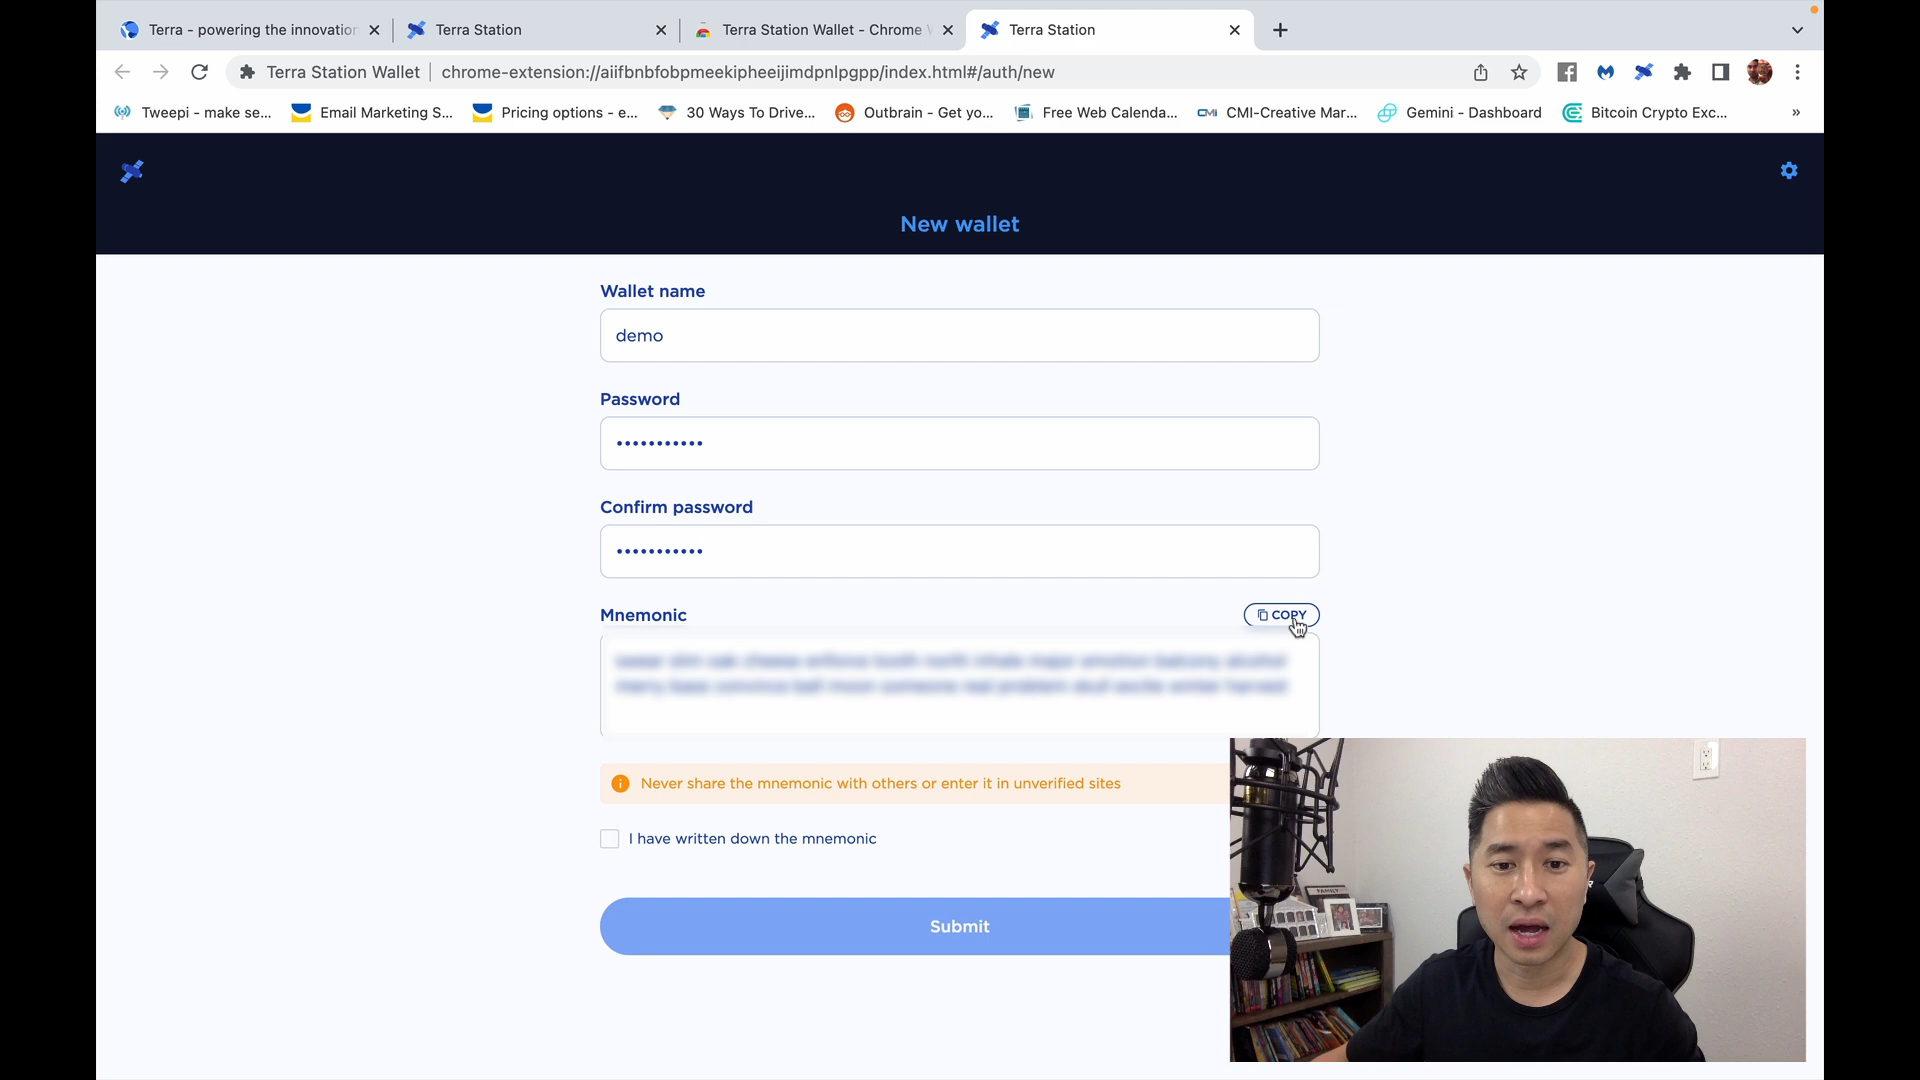 Terra - powering the innovation
Terra Station
Terra Station Wallet - Chrome
Terra Station
Terra Station Wallet
chrome-extension://aiifbnbfobpmeekipheeijimdpnlpgpp/index.html#/auth/new
Tweepi - make se...
Email Marketing S...
Pricing options - e...
30 Ways To Drive...
Outbrain - Get yo...
Free Web Calenda...
CMI-Creative Mar...
Gemini - Dashboard
Bitcoin Crypto Exc...
New wallet
Wallet name
demo
Password
Confirm password
Mnemonic
COPY
Never share the mnemonic with others or enter it in unverified sites
I have written down the mnemonic
Submit
FAMILY